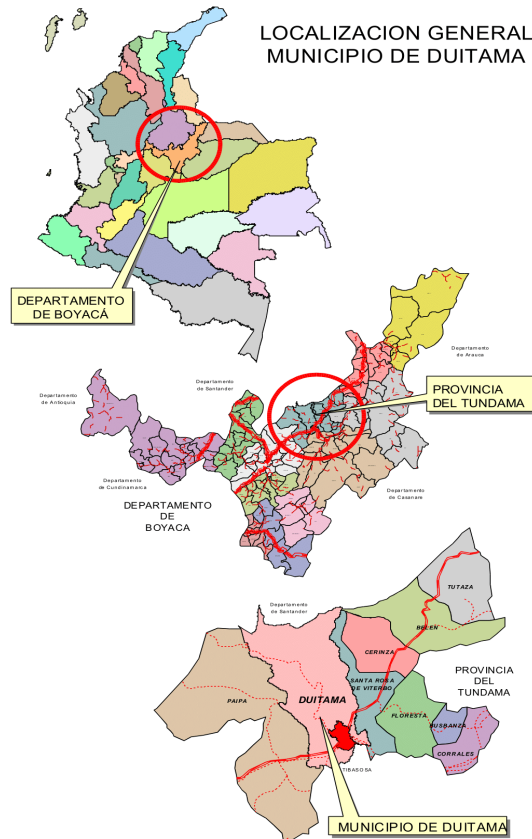 LOCALIZACION GENERAL
MUNICIPIO DE DUITAMA
DEPARTAMENTO
DE BOYACÁ
Departamento
de Arauca
Departamento
de Santander
Departamento
de Antioquia
PROVINCIA
DEL TUNDAMA
Departamento
de Cundinamarca
Departamento
de Casanare
DEPARTAMENTO
DE
BOYACA
Departamento
de Santander
TUTAZA
BELEN
CERINZA
PROVINCIA
DEL
TUNDAMA
SANTA ROSA
DE VITERBO
PAIPA
DUITAMA
FLORESTA
BUSBANZA
CORRALES
TIBASOSA
MUNICIPIO DE DUITAMA